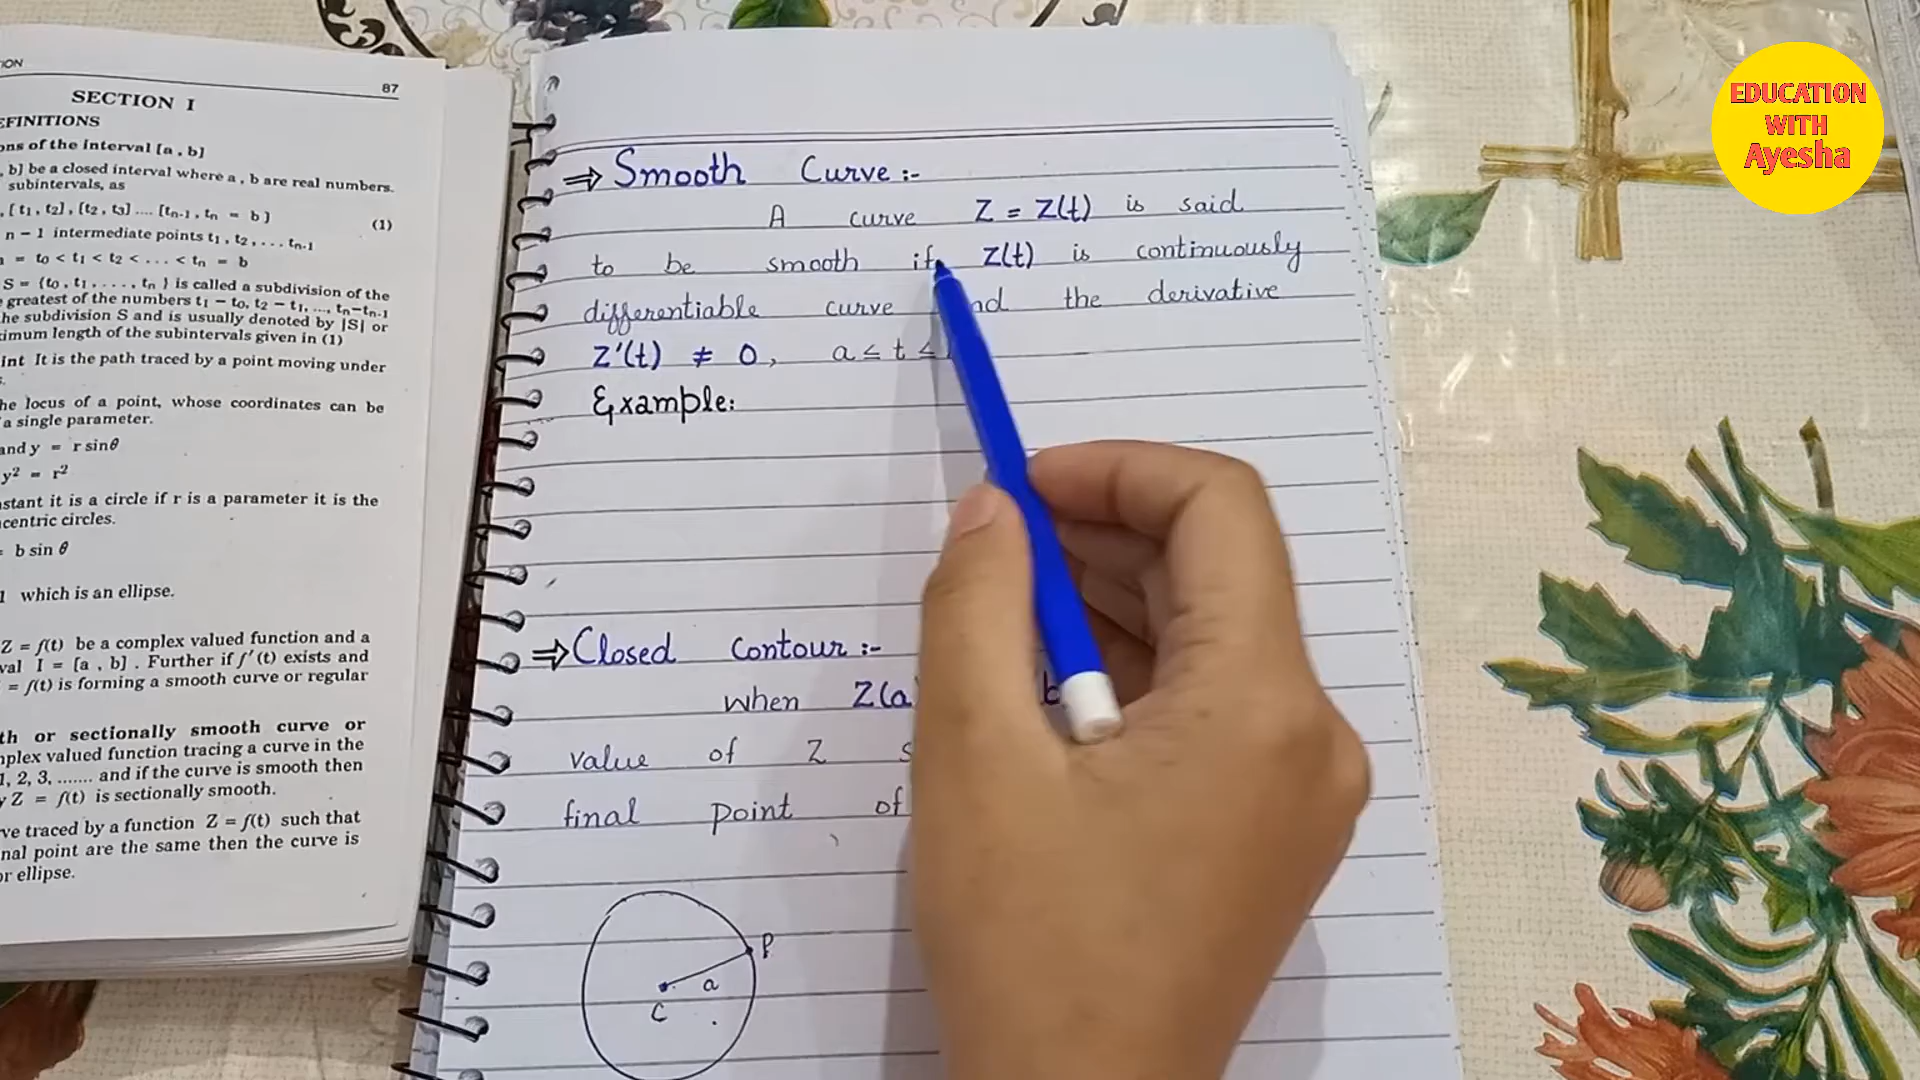 ION
87
SECTION I
EFINITIONS
ons of the interval [a , b]
, b] be a closed interval where a , b are real numbers.
subintervals, as
, [ t₁ , t₂] , [t₂ , t₃] .... [tₙ₋₁ , tₙ = b ]
(1)
n − 1 intermediate points t₁ , t₂ , . . . tₙ₋₁
= t₀ < t₁ < t₂ < . . . < tₙ = b
S = {t₀ , t₁ , . . . . , tₙ } is called a subdivision of the
greatest of the numbers t₁ − t₀, t₂ − t₁, ..., tₙ−tₙ₋₁
he subdivision S and is usually denoted by |S| or
ximum length of the subintervals given in (1)
int It is the path traced by a point moving under
he locus of a point, whose coordinates can be
a single parameter.
and y = r sinθ
y² = r²
nstant it is a circle if r is a parameter it is the
centric circles.
= b sin θ
1 which is an ellipse.
Z = f(t) be a complex valued function and a
val I = [a , b] . Further if f′(t) exists and
= f(t) is forming a smooth curve or regular
th or sectionally smooth curve or
mplex valued function tracing a curve in the
1, 2, 3, ....... and if the curve is smooth then
y Z = f(t) is sectionally smooth.
ve traced by a function Z = f(t) such that
nal point are the same then the curve is
or ellipse.
⇒ Smooth Curve :-
A curve Z = Z(t) is said
to be smooth if Z(t) is continuously
differentiable curve nd the derivative
Z'(t) ≠ 0, a ≤ t ≤
Example:
⇒ Closed Contour :-
when Z(a) b
value of Z s
final point of
P
a
C
EDUCATION
WITH
Ayesha